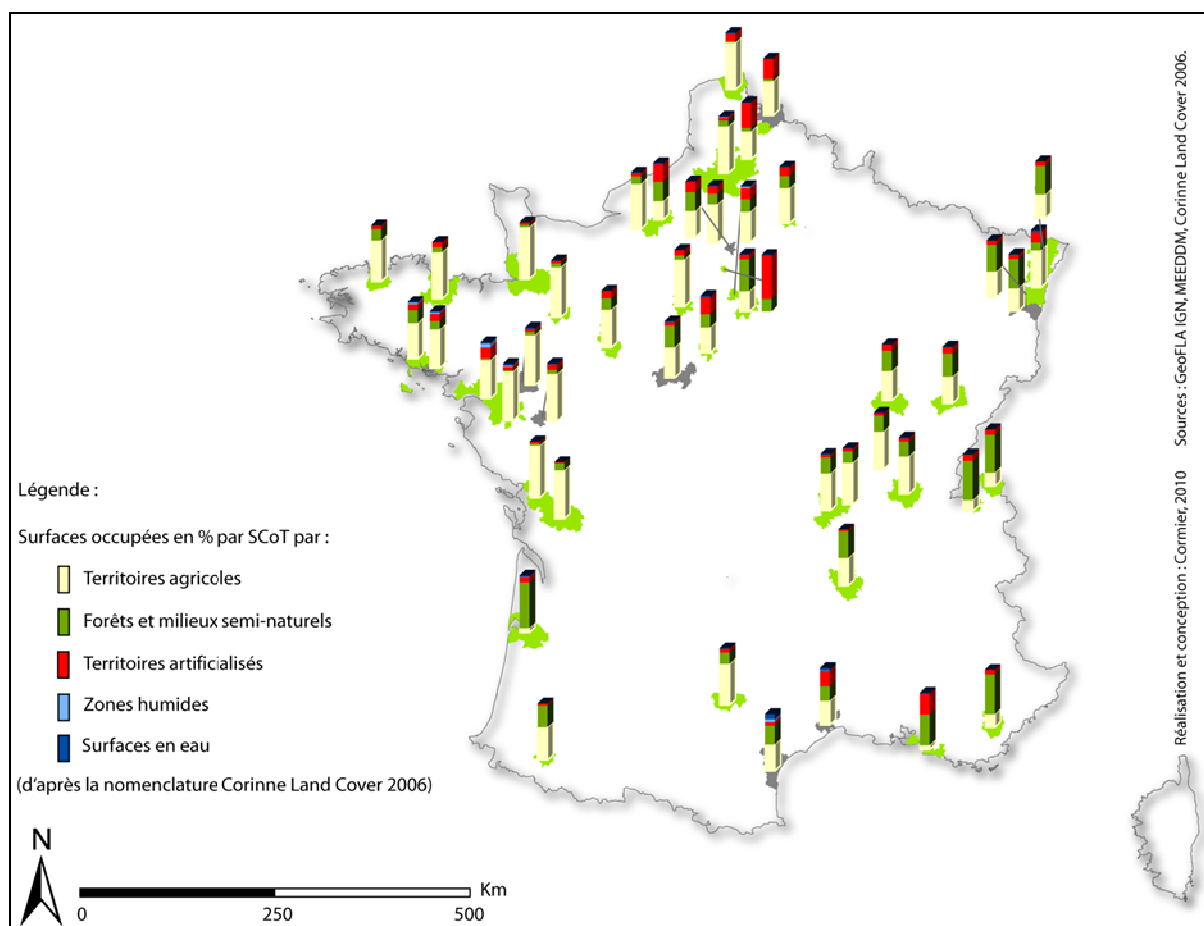 Légende :
Surfaces occupées en % par SCoT par :
Territoires agricoles
Forêts et milieux semi-naturels
Territoires artificialisés
Zones humides
Surfaces en eau
(d'après la nomenclature Corinne Land Cover 2006)
N
Km
0 250 500
Réalisation et conception : Cormier, 2010 Sources : GeoFLA IGN, MEEDDM, Corinne Land Cover 2006.